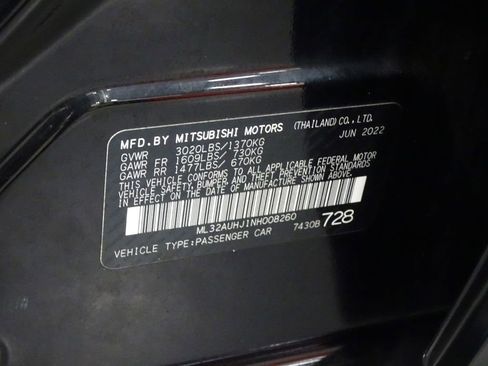 MFD.BY MITSUBISHI MOTORS (THAILAND)CO.,LTD.
JUN 2022
GVWR 3020LBS/1370KG
GAWR FR 1609LBS/ 730KG
GAWR RR 1477LBS/ 670KG
THIS VEHICLE CONFORMS TO ALL APPLICABLE FEDERAL MOTOR
VEHICLE SAFETY, BUMPER, AND THEFT PREVENTION STANDARDS
IN EFFECT ON THE DATE OF MANUFACTURE SHOWN ABOVE.
ML32AUHJ1NH008260
VEHICLE TYPE:PASSENGER CAR 7430B 728